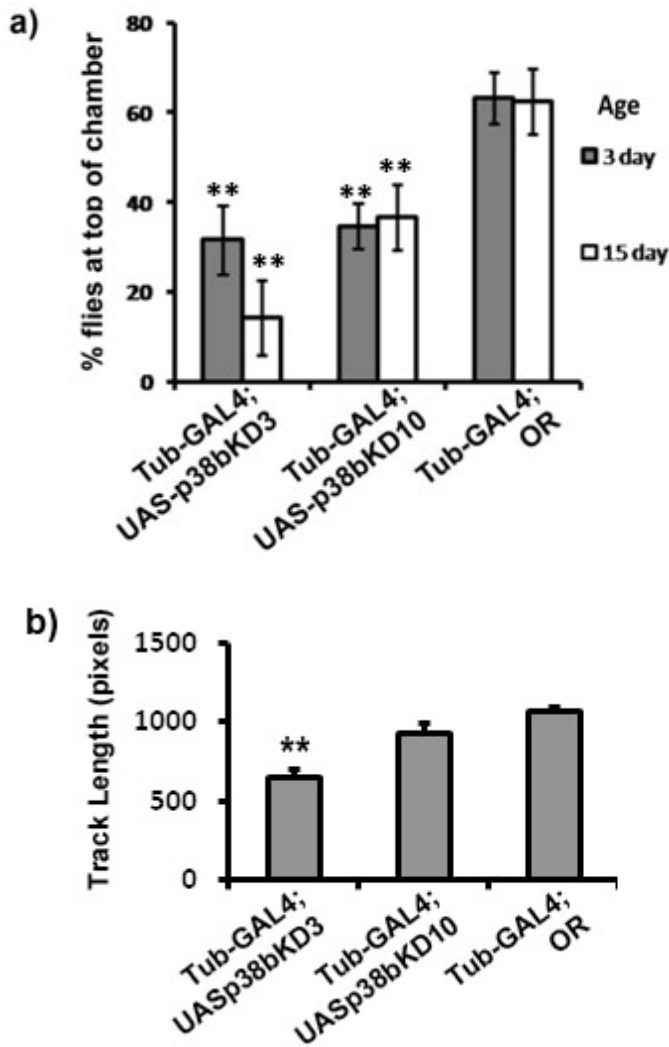 a)
% flies at top of chamber
80
60
40
20
0
**
**
**
**
Age
3 day
15 day
Tub-GAL4;
UAS-p38bKD3
Tub-GAL4;
UAS-p38bKD10
Tub-GAL4;
OR
b)
Track Length (pixels)
1500
1000
500
0
**
Tub-GAL4;
UASp38bKD3
Tub-GAL4;
UASp38bKD10
Tub-GAL4;
OR